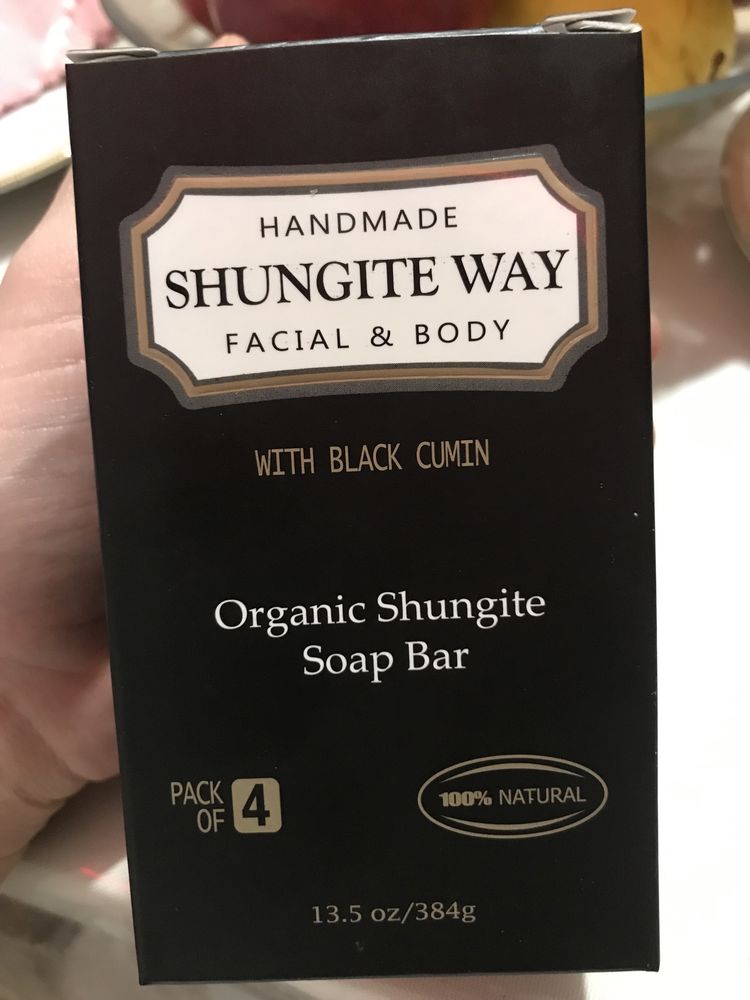 HANDMADE
SHUNGITE WAY
FACIAL & BODY
WITH BLACK CUMIN
Organic Shungite
Soap Bar
PACK
OF 4
100% NATURAL
13.5 oz/384g